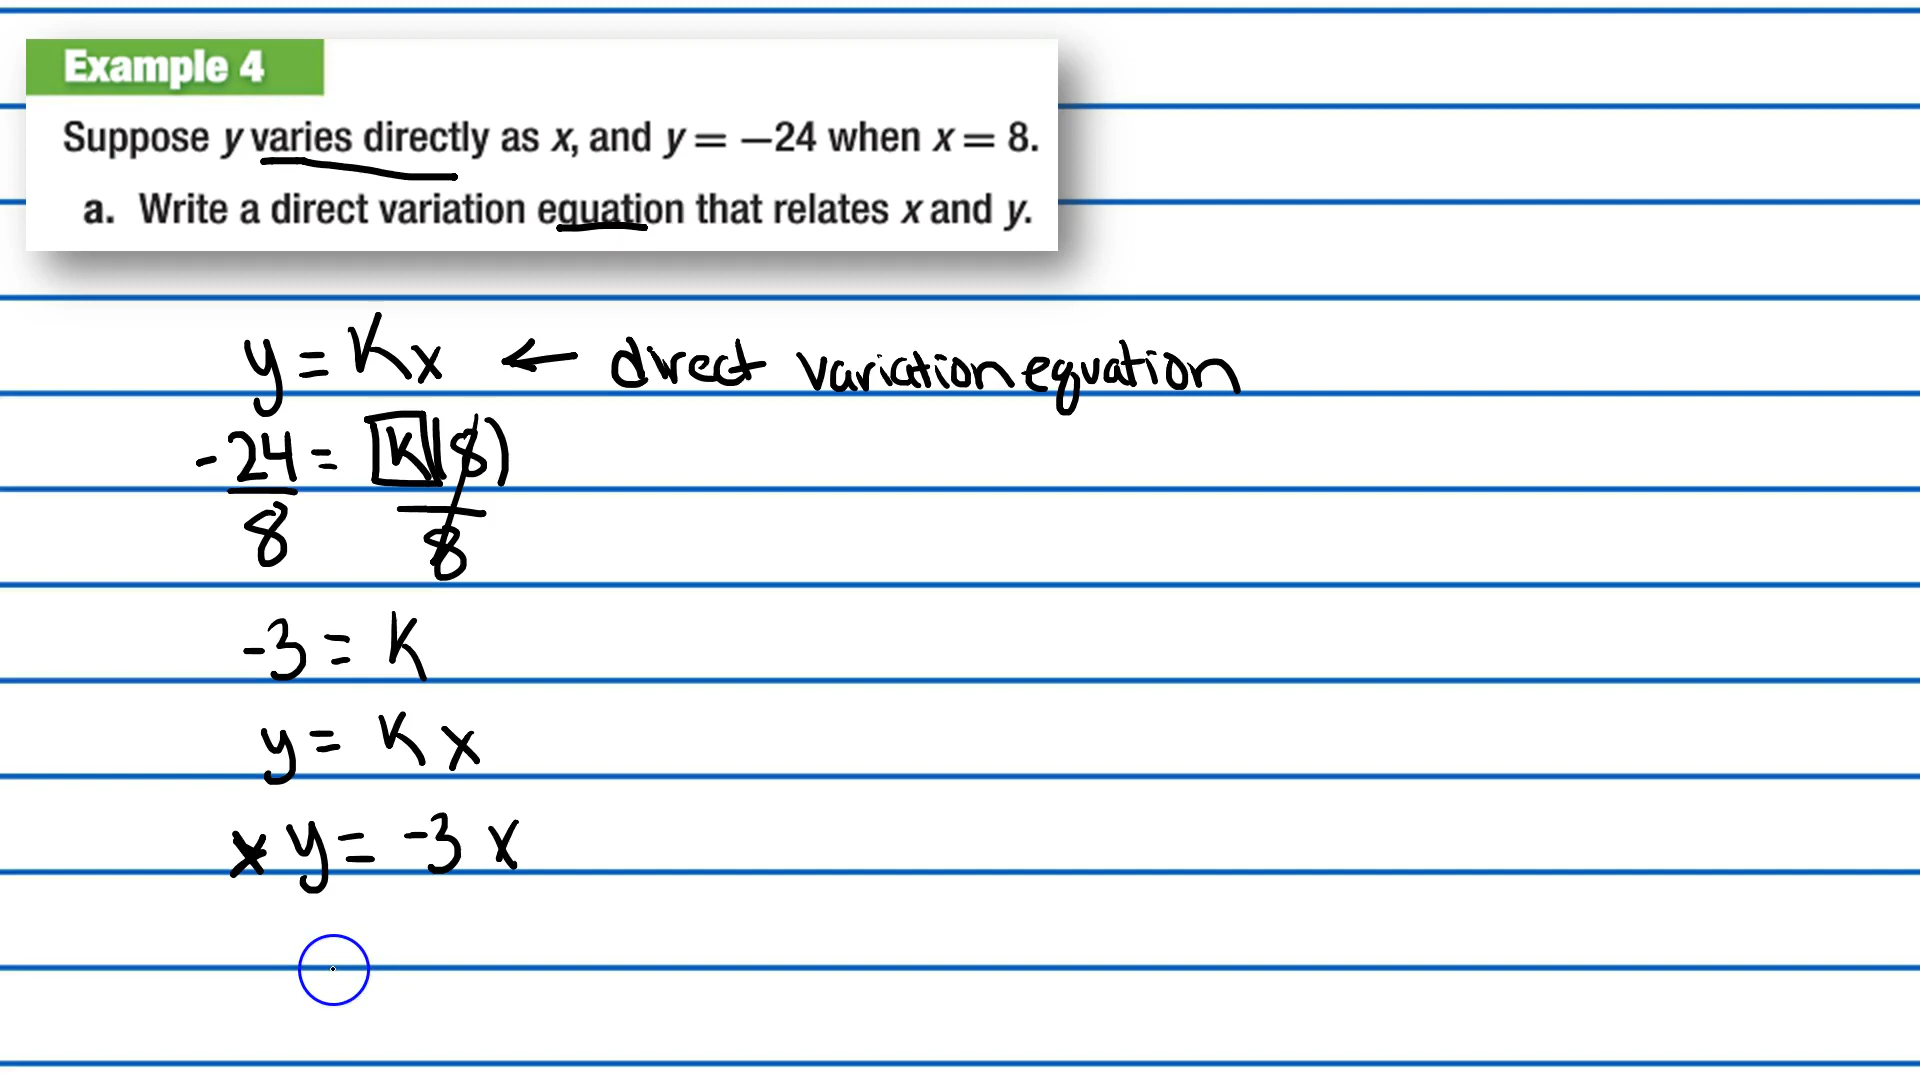 Example 4
Suppose y varies directly as x, and y = −24 when x = 8.
a. Write a direct variation equation that relates x and y.
y = Kx ← direct variation equation
-24 = K(8)
8 8
-3 = K
y = Kx
* y = -3x